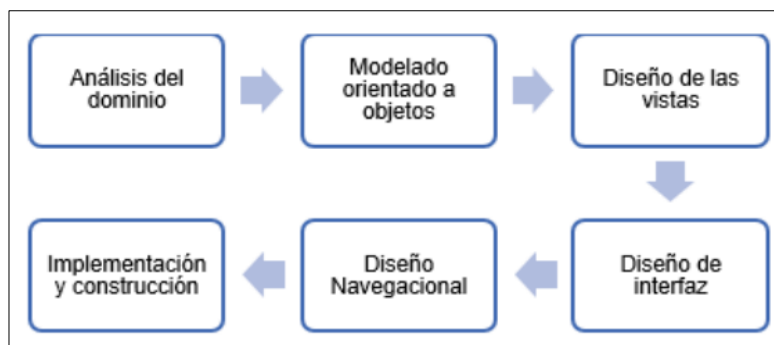 Análisis del
dominio
Modelado
orientado a
objetos
Diseño de las
vistas
Diseño de
interfaz
Diseño
Navegacional
Implementación
y construcción